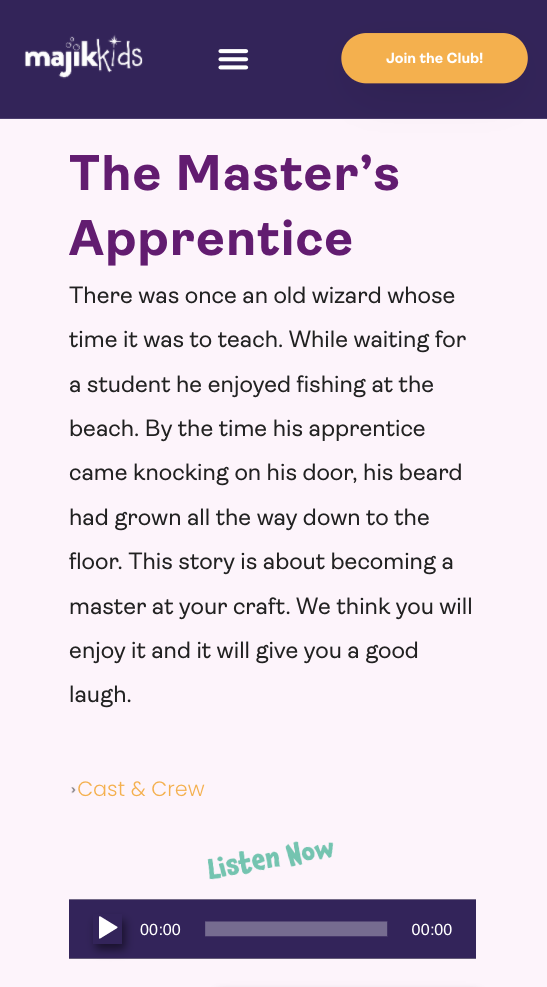 majikkids
Join the Club!
The Master’s
Apprentice
There was once an old wizard whose
time it was to teach. While waiting for
a student he enjoyed fishing at the
beach. By the time his apprentice
came knocking on his door, his beard
had grown all the way down to the
floor. This story is about becoming a
master at your craft. We think you will
enjoy it and it will give you a good
laugh.
›Cast & Crew
Listen Now
00:00 00:00